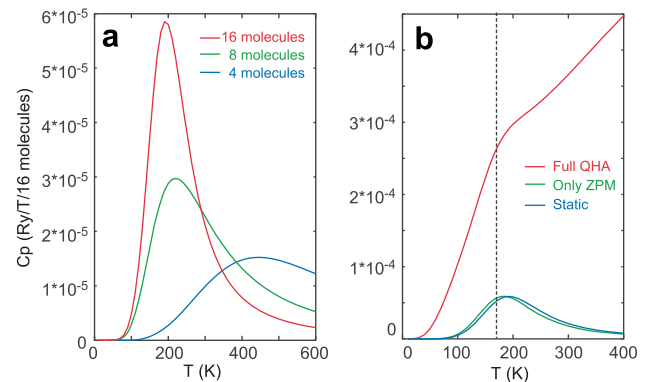 a
16 molecules
8 molecules
4 molecules
6*10-5
5*10-5
4*10-5
3*10-5
2*10-5
1*10-5
0
0
200
400
600
T (K)
Cp (Ry/T/16 molecules)
b
4*10-4
3*10-4
2*10-4
1*10-4
0
Full QHA
Only ZPM
Static
0
100
200
300
400
T (K)